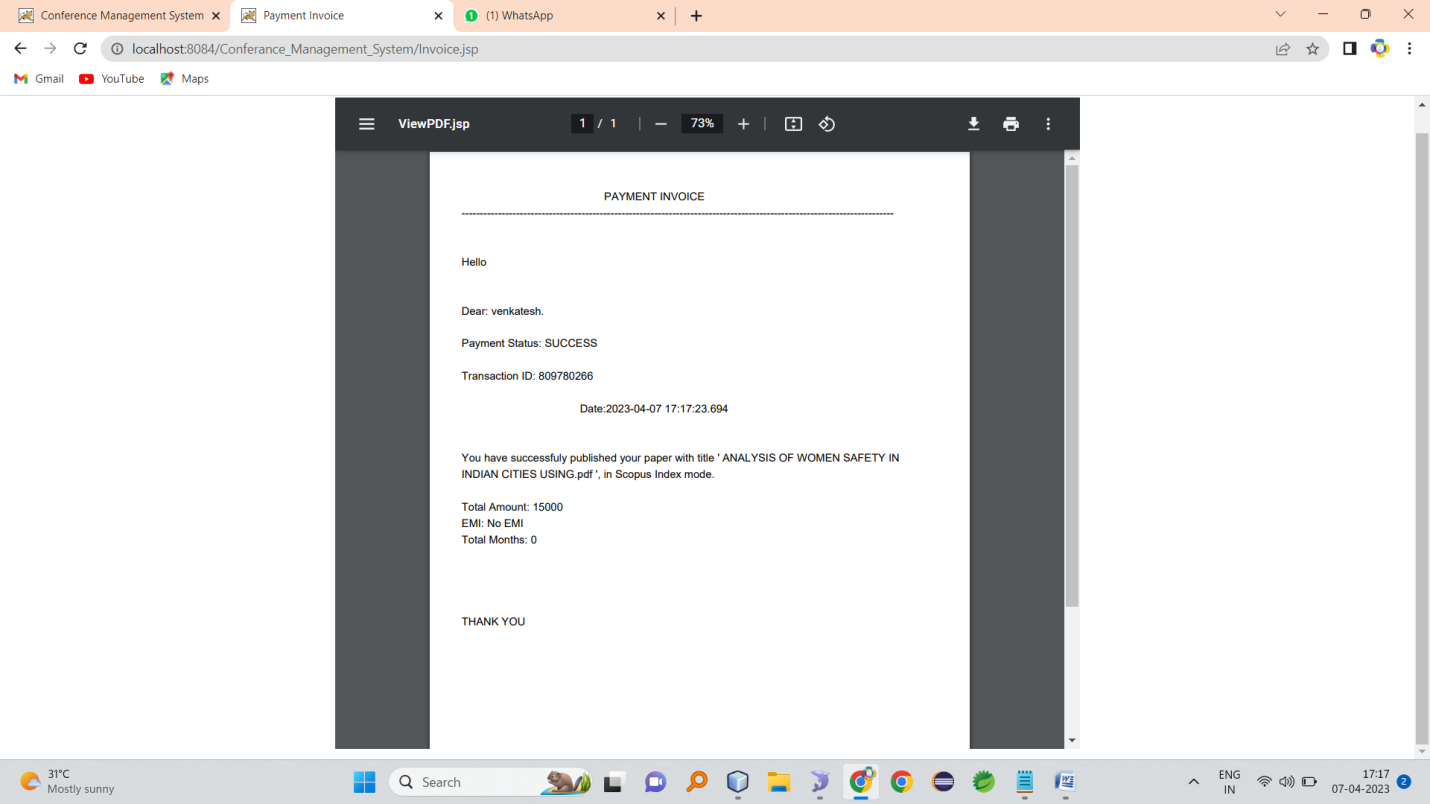 Conference Management System
Payment Invoice
(1) WhatsApp
localhost:8084/Conferance_Management_System/Invoice.jsp
Gmail
YouTube
Maps
ViewPDF.jsp
1 / 1
73%
PAYMENT INVOICE
Hello
Dear: venkatesh.
Payment Status: SUCCESS
Transaction ID: 809780266
Date:2023-04-07 17:17:23.694
You have successfuly published your paper with title ' ANALYSIS OF WOMEN SAFETY IN
INDIAN CITIES USING.pdf ', in Scopus Index mode.
Total Amount: 15000
EMI: No EMI
Total Months: 0
THANK YOU
31°C
Mostly sunny
Search
ENG
IN
17:17
07-04-2023
2